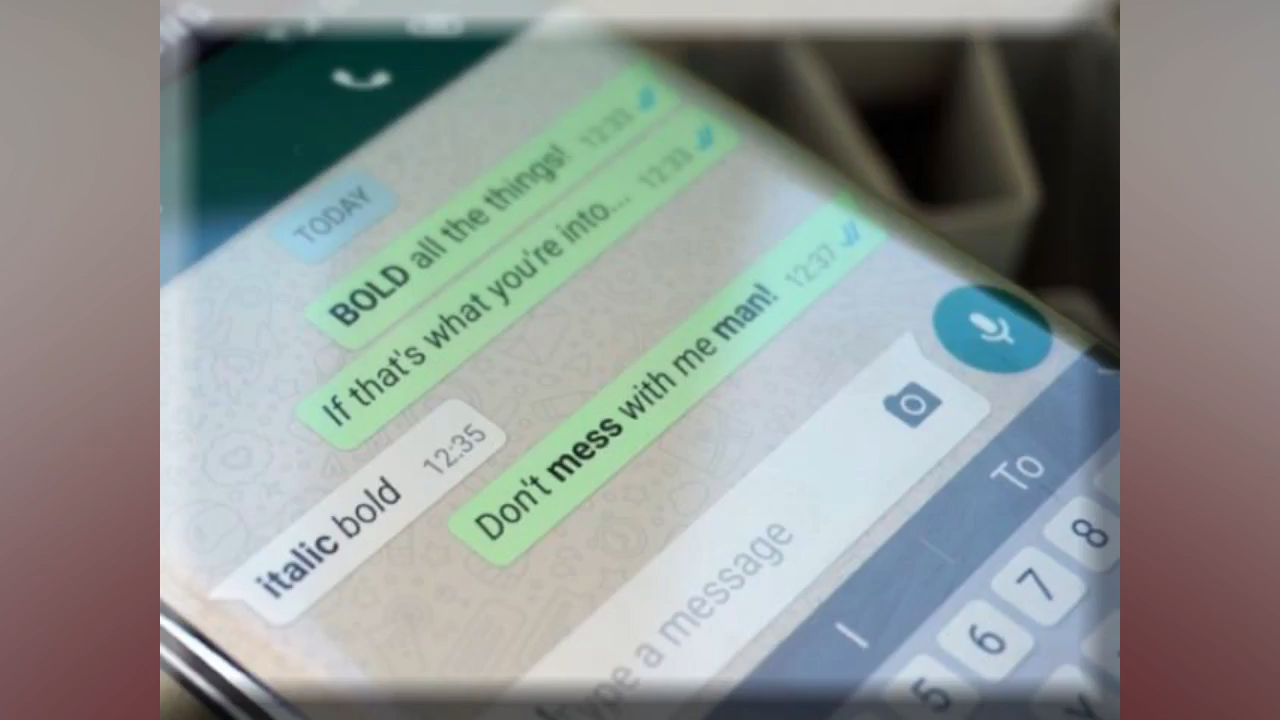 TODAY
BOLD all the things! 12:33
If that's what you're into... 12:33
italic bold 12:35
Don't mess with me man! 12:37
Type a message
I To
5 6 7 8